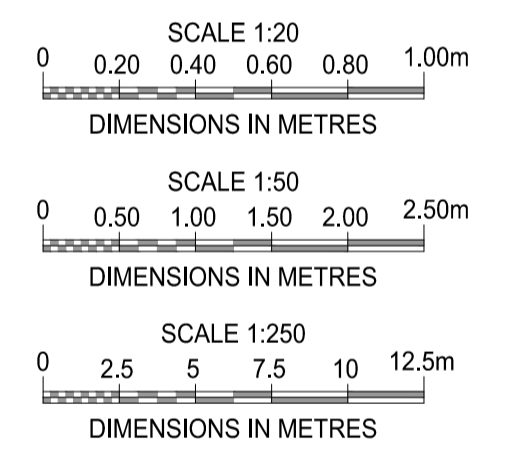 SCALE 1:20
0 0.20 0.40 0.60 0.80 1.00m
DIMENSIONS IN METRES
SCALE 1:50
0 0.50 1.00 1.50 2.00 2.50m
DIMENSIONS IN METRES
SCALE 1:250
0 2.5 5 7.5 10 12.5m
DIMENSIONS IN METRES